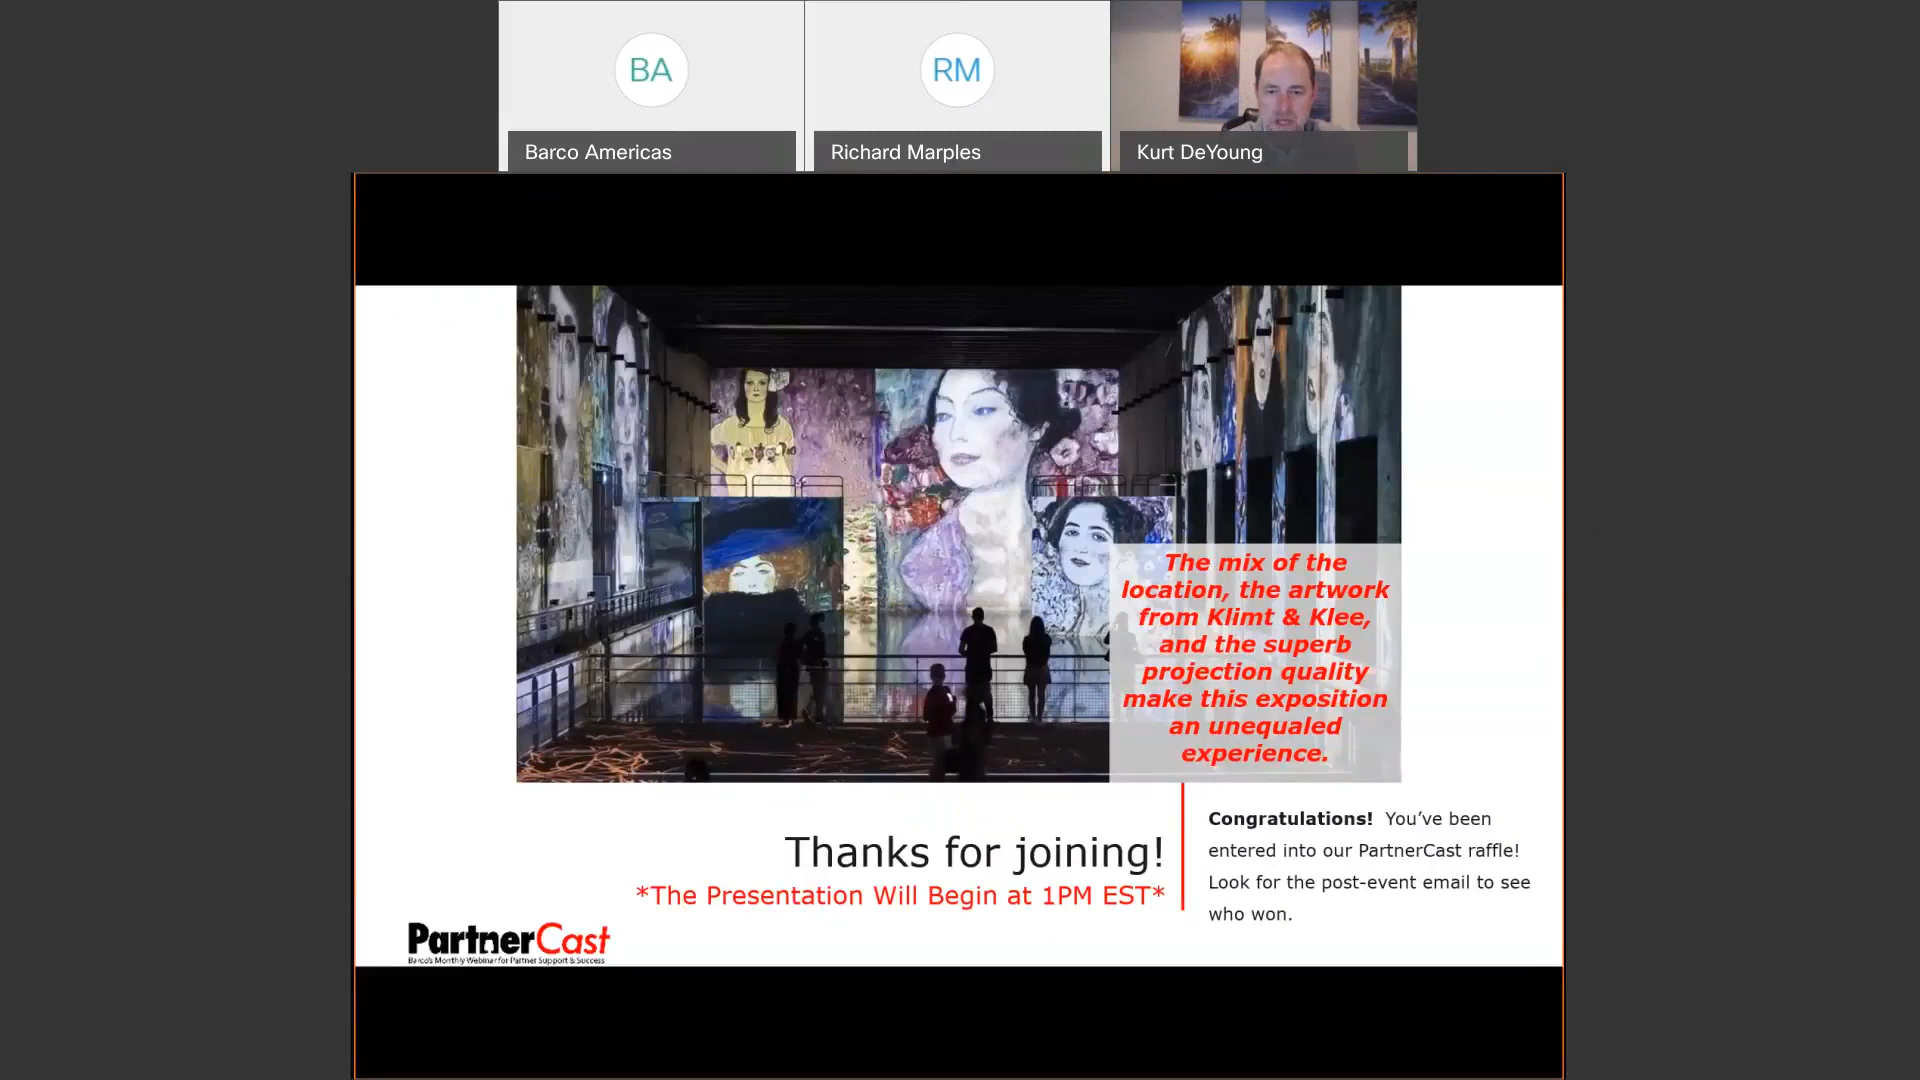 BA
RM
Barco Americas
Richard Marples
Kurt DeYoung
The mix of the
location, the artwork
from Klimt & Klee,
and the superb
projection quality
make this exposition
an unequaled
experience.
Thanks for joining!
*The Presentation Will Begin at 1PM EST*
Congratulations!  You’ve been
entered into our PartnerCast raffle!
Look for the post-event email to see
who won.
PartnerCast
Barco's Monthly Webinar for Partner Support & Success